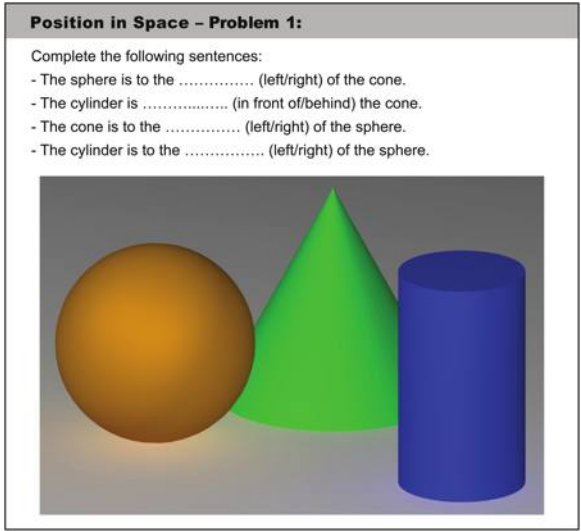 Position in Space – Problem 1:
Complete the following sentences:
- The sphere is to the …………… (left/right) of the cone.
- The cylinder is ………...…... (in front of/behind) the cone.
- The cone is to the …………… (left/right) of the sphere.
- The cylinder is to the ……………. (left/right) of the sphere.